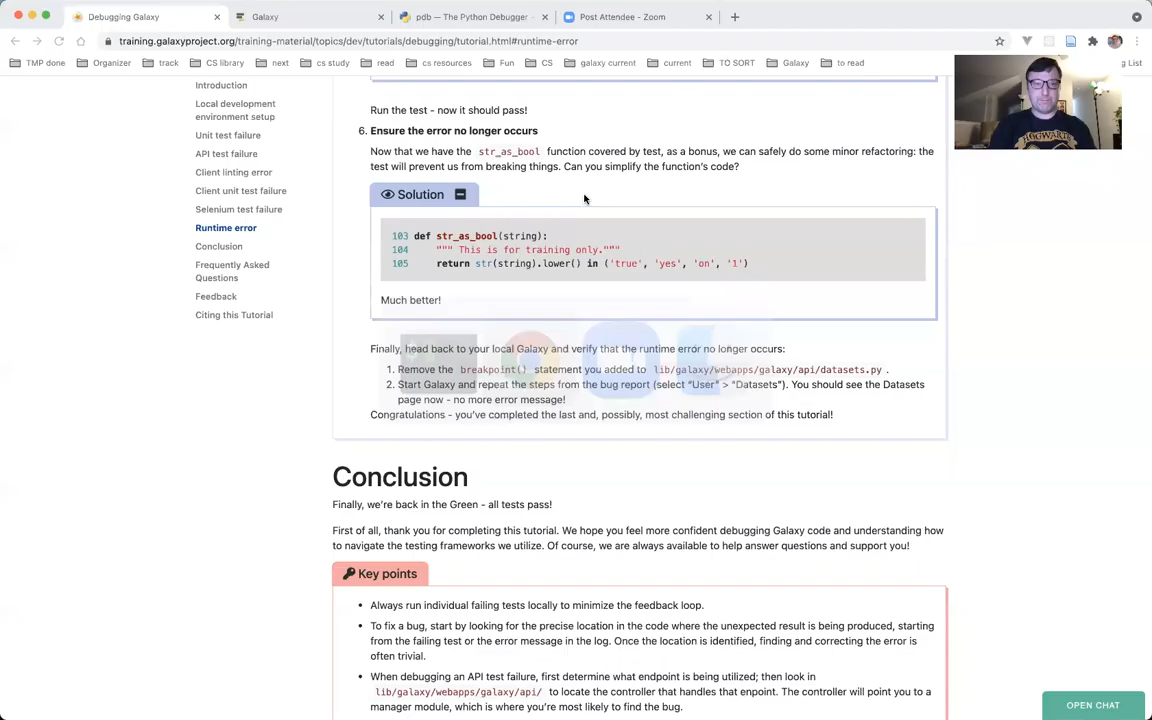 Debugging Galaxy
Galaxy
pdb — The Python Debugger -
Post Attendee - Zoom
training.galaxyproject.org/training-material/topics/dev/tutorials/debugging/tutorial.html#runtime-error
TMP done
Organizer
track
CS library
next
cs study
read
cs resources
Fun
CS
galaxy current
current
TO SORT
Galaxy
to read
ng List
Introduction
Local development
environment setup
Unit test failure
API test failure
Client linting error
Client unit test failure
Selenium test failure
Runtime error
Conclusion
Frequently Asked
Questions
Feedback
Citing this Tutorial
Run the test - now it should pass!
6. Ensure the error no longer occurs
Now that we have the str_as_bool function covered by test, as a bonus, we can safely do some minor refactoring: the
test will prevent us from breaking things. Can you simplify the function's code?
Solution
103 def str_as_bool(string):
104 """ This is for training only."""
105 return str(string).lower() in ('true', 'yes', 'on', '1')
Much better!
Finally, head back to your local Galaxy and verify that the runtime error no longer occurs:
1. Remove the breakpoint() statement you added to lib/galaxy/webapps/galaxy/api/datasets.py .
2. Start Galaxy and repeat the steps from the bug report (select "User" > "Datasets"). You should see the Datasets
page now - no more error message!
Congratulations - you've completed the last and, possibly, most challenging section of this tutorial!
Conclusion
Finally, we're back in the Green - all tests pass!
First of all, thank you for completing this tutorial. We hope you feel more confident debugging Galaxy code and understanding how
to navigate the testing frameworks we utilize. Of course, we are always available to help answer questions and support you!
Key points
• Always run individual failing tests locally to minimize the feedback loop.
• To fix a bug, start by looking for the precise location in the code where the unexpected result is being produced, starting
from the failing test or the error message in the log. Once the location is identified, finding and correcting the error is
often trivial.
• When debugging an API test failure, first determine what endpoint is being utilized; then look in
lib/galaxy/webapps/galaxy/api/ to locate the controller that handles that enpoint. The controller will point you to a
manager module, which is where you're most likely to find the bug.
OPEN CHAT
HOGWARTS